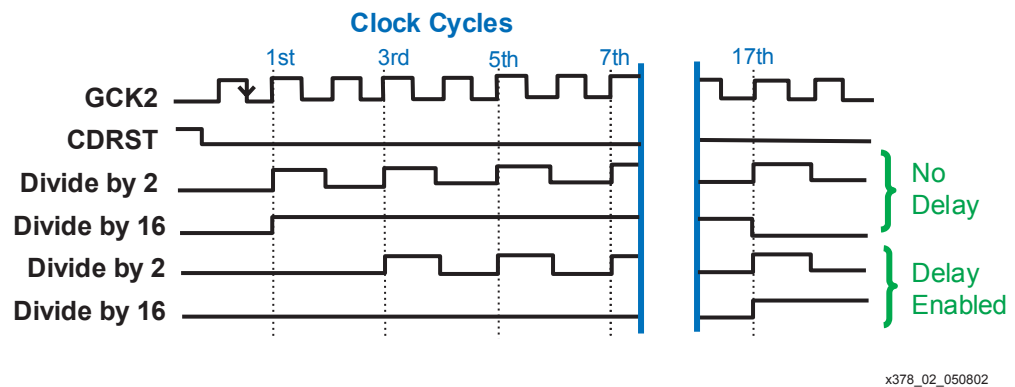 Clock Cycles
1st 3rd 5th 7th 17th
GCK2
CDRST
Divide by 2
Divide by 16
No
Delay
Divide by 2
Divide by 16
Delay
Enabled
x378_02_050802